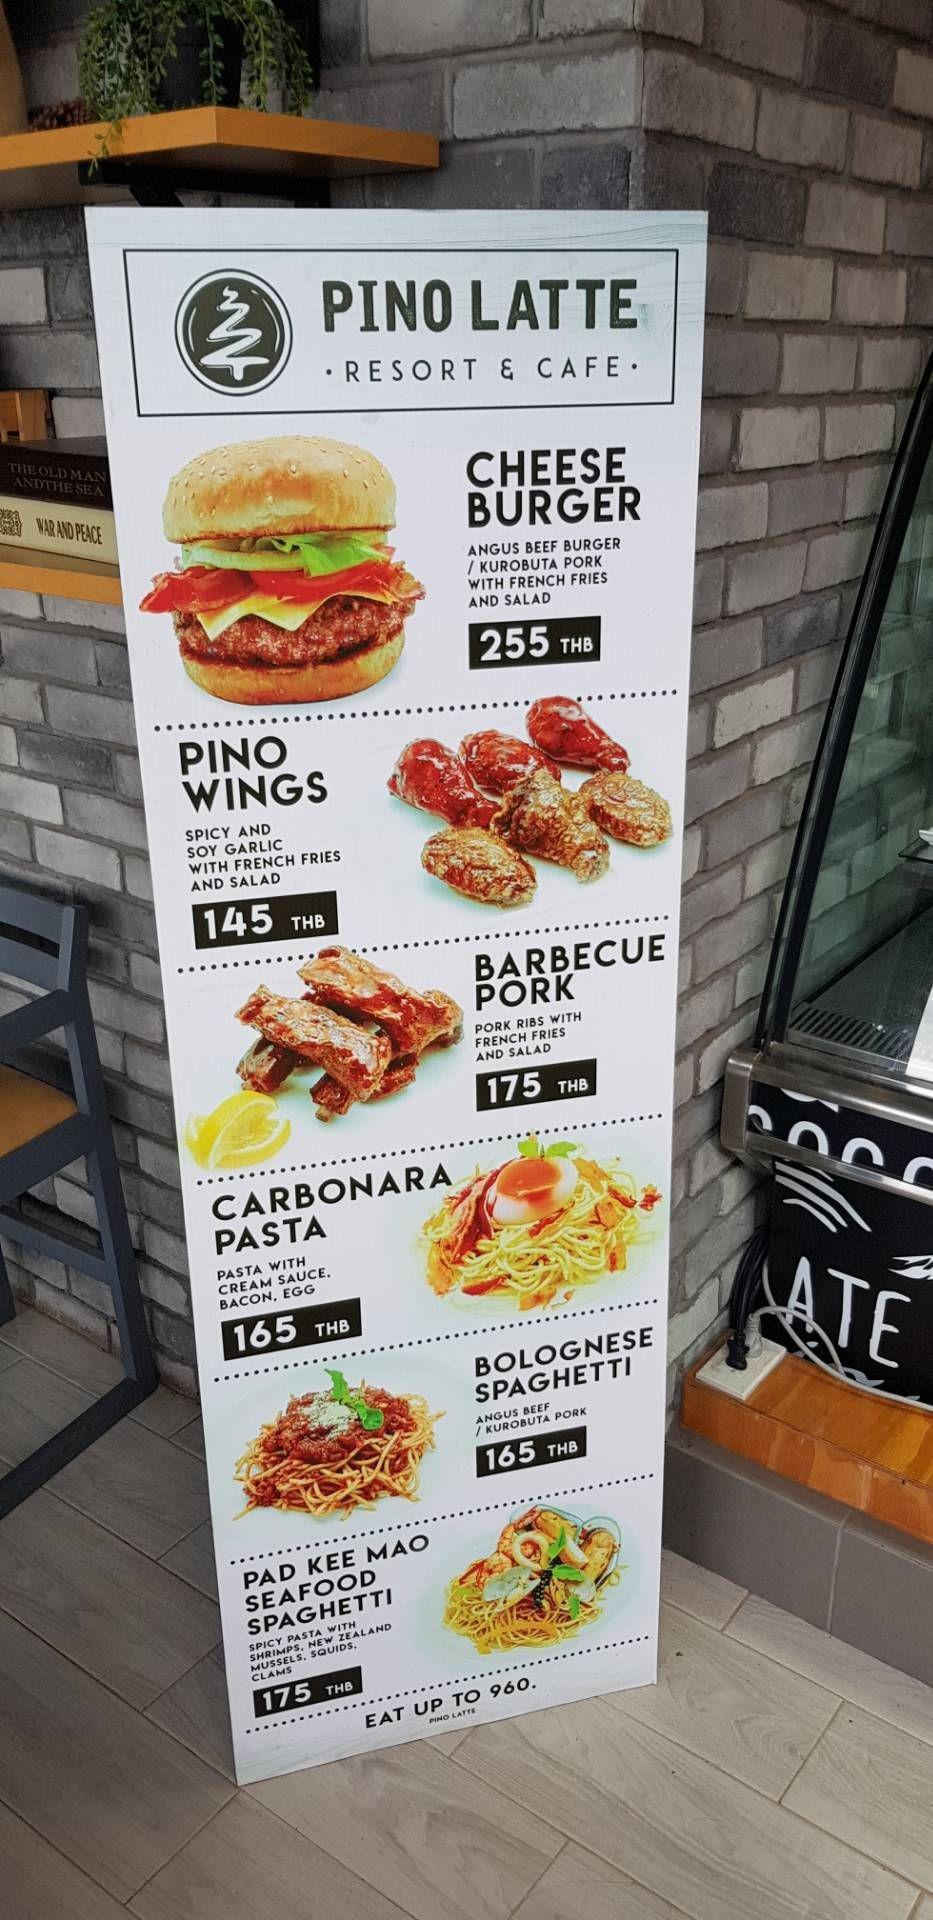 PINO LATTE
• RESORT & CAFE •
CHEESE
BURGER
ANGUS BEEF BURGER
/ KUROBUTA PORK
WITH FRENCH FRIES
AND SALAD
255 THB
PINO
WINGS
SPICY AND
SOY GARLIC
WITH FRENCH FRIES
AND SALAD
145 THB
BARBECUE
PORK
PORK RIBS WITH
FRENCH FRIES
AND SALAD
175 THB
CARBONARA
PASTA
PASTA WITH
CREAM SAUCE,
BACON, EGG
165 THB
BOLOGNESE
SPAGHETTI
ANGUS BEEF
/ KUROBUTA PORK
165 THB
PAD KEE MAO
SEAFOOD
SPAGHETTI
SPICY PASTA WITH
SHRIMPS, NEW ZEALAND
MUSSELS, SQUIDS,
CLAMS
175 THB
EAT UP TO 960.
PINO LATTE
THE OLD MAN
AND THE SEA
WAR AND PEACE
ATE